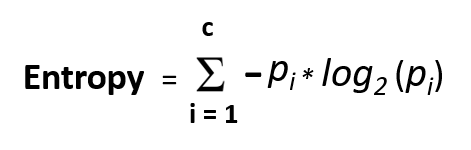 c
Entropy = Σ -pᵢ * log₂ (pᵢ)
i = 1